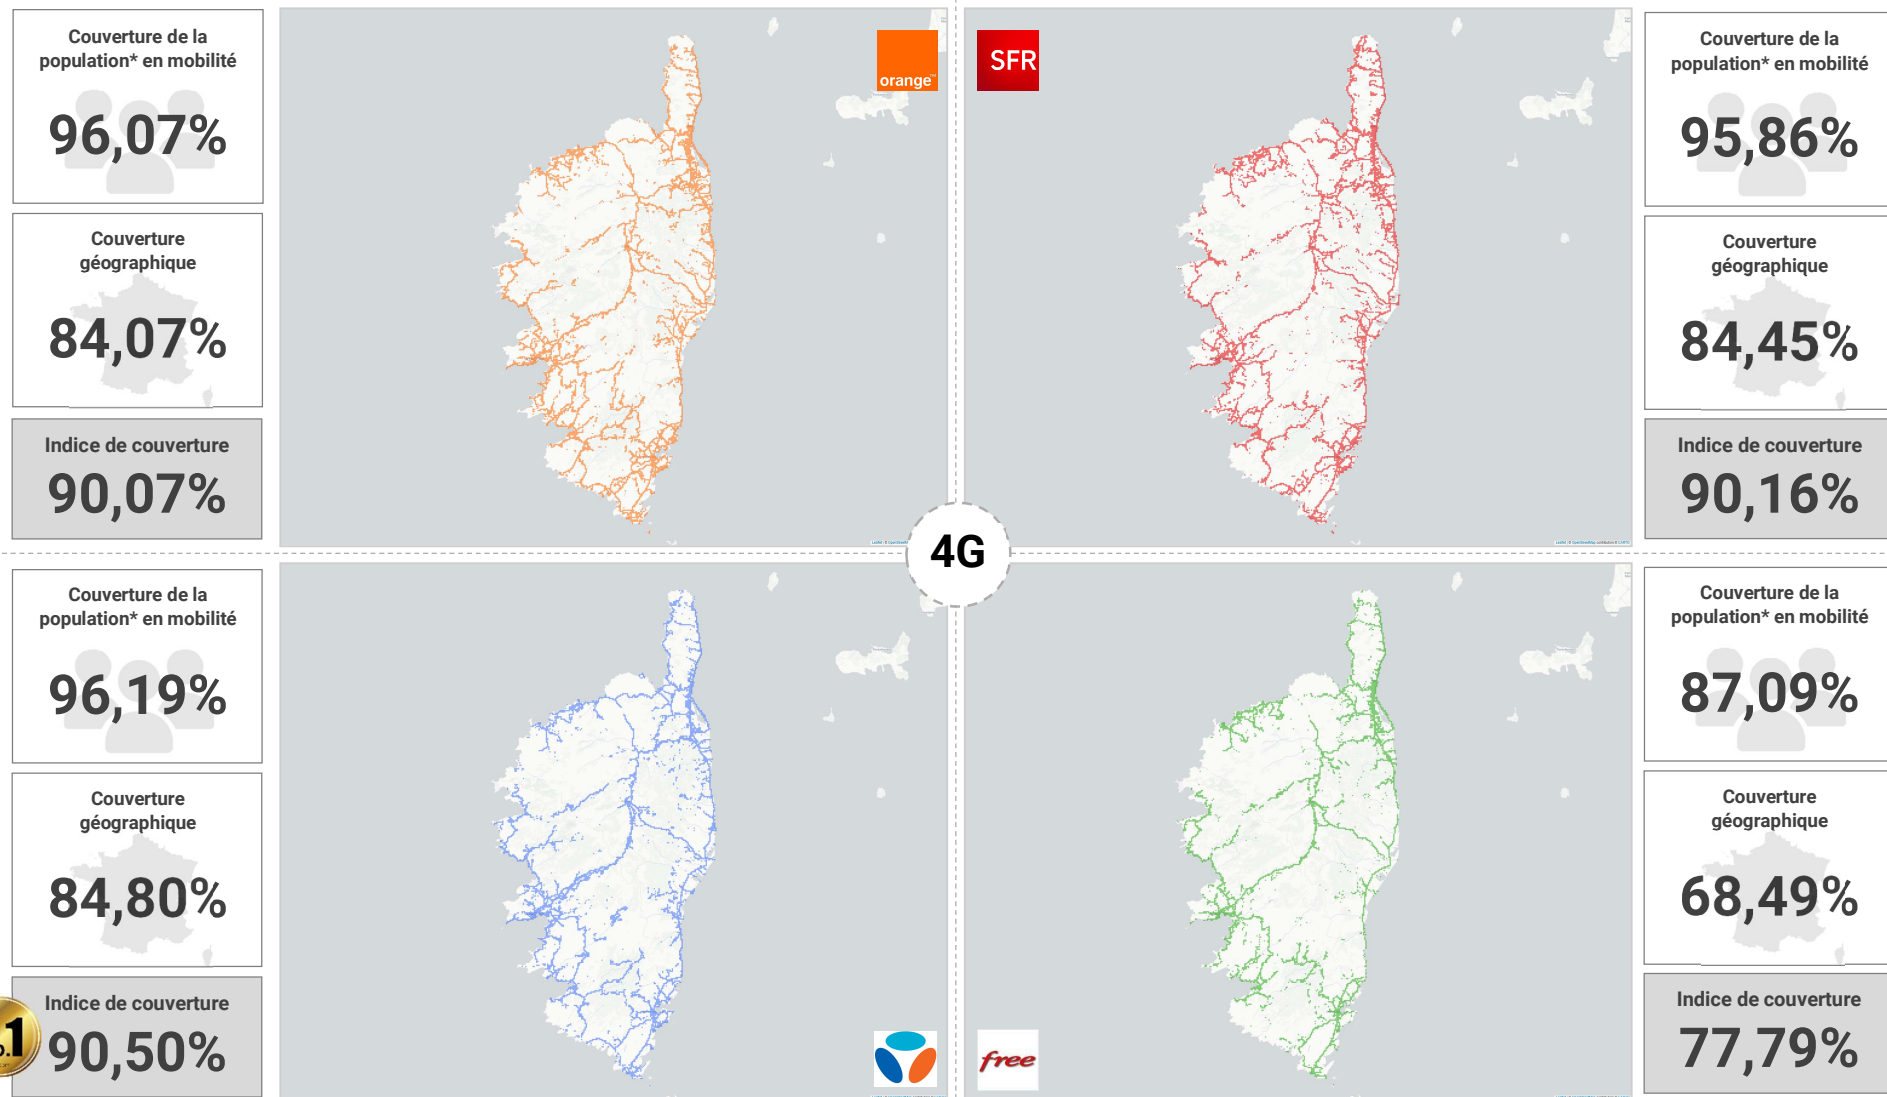 Couverture de la
population* en mobilité
96,07%
Couverture
géographique
84,07%
Indice de couverture
90,07%
orange™
SFR
Couverture de la
population* en mobilité
95,86%
Couverture
géographique
84,45%
Indice de couverture
90,16%
4G
Couverture de la
population* en mobilité
96,19%
Couverture
géographique
84,80%
Indice de couverture
90,50%
.1
free
Couverture de la
population* en mobilité
87,09%
Couverture
géographique
68,49%
Indice de couverture
77,79%